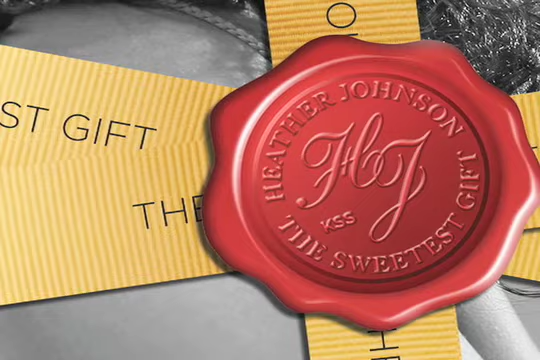 ST GIFT
THE
HEATHER JOHNSON
HJ
KSS
THE SWEETEST GIFT